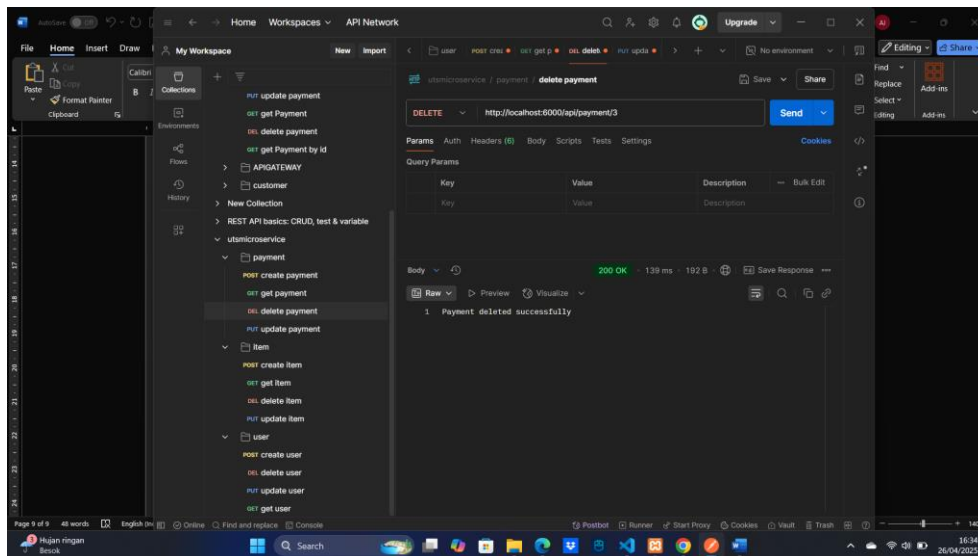 AutoSave
Home Workspaces API Network
Upgrade
File Home Insert Draw
My Workspace
New Import
user
POST
GET get p
DEL delet
PUT upda
No environment
Editing
Share
Cut
Copy
Paste
Format Painter
Clipboard
Calibri
B I
Find
Replace
Select
Editing
Add-ins
Add-ins
Collections
Environments
Flows
History
PUT update payment
GET get Payment
DEL delete payment
GET get Payment by id
APIGATEWAY
customer
New Collection
REST API basics: CRUD, test & variable
utsmicroservice
payment
POST create payment
GET get payment
DEL delete payment
PUT update payment
item
POST create item
GET get item
DEL delete item
PUT update item
user
POST create user
DEL delete user
PUT update user
GET get user
utsmicroservice / payment / delete payment
Save
Share
DELETE http://localhost:6000/api/payment/3
Send
Params Auth Headers (6) Body Scripts Tests Settings
Cookies
Query Params
Key Value Description Bulk Edit
Key Value Description
Body
200 OK 139 ms 192 B
Save Response
Raw Preview Visualize
1 Payment deleted successfully
Page 9 of 9 48 words
Online Find and replace Console
Postbot Runner Start Proxy Cookies Vault Trash
Hujan ringan
Besok
Search
16:34